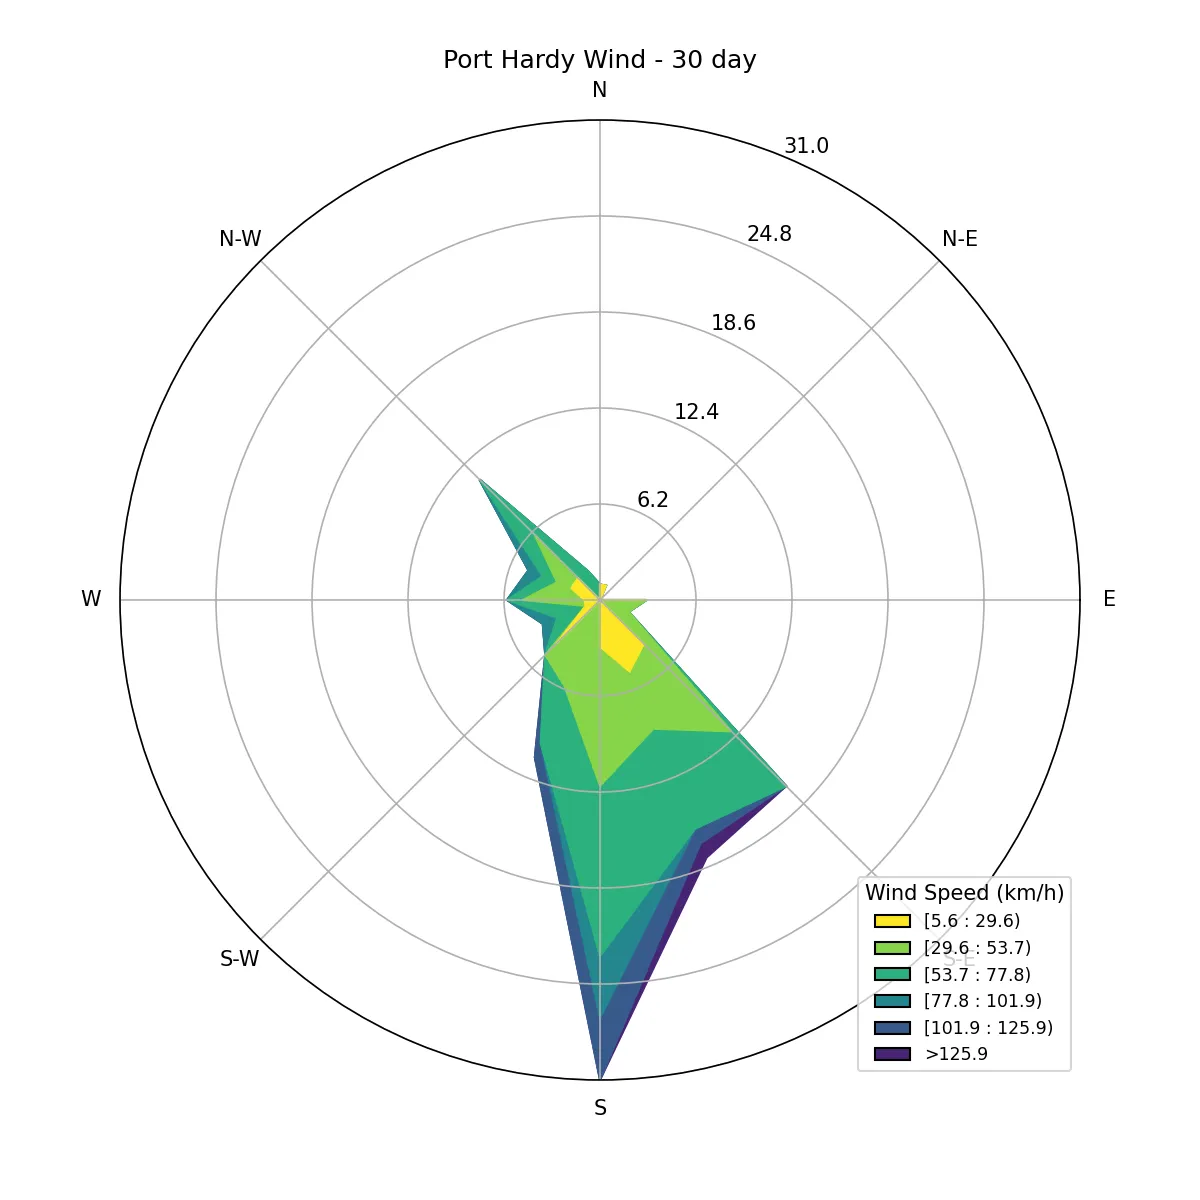 Port Hardy Wind - 30 day
N
31.0
24.8
N-W
N-E
18.6
12.4
6.2
W
E
Wind Speed (km/h)
[5.6 : 29.6)
[29.6 : 53.7)
S-W
S-E
[53.7 : 77.8)
[77.8 : 101.9)
[101.9 : 125.9)
>125.9
S